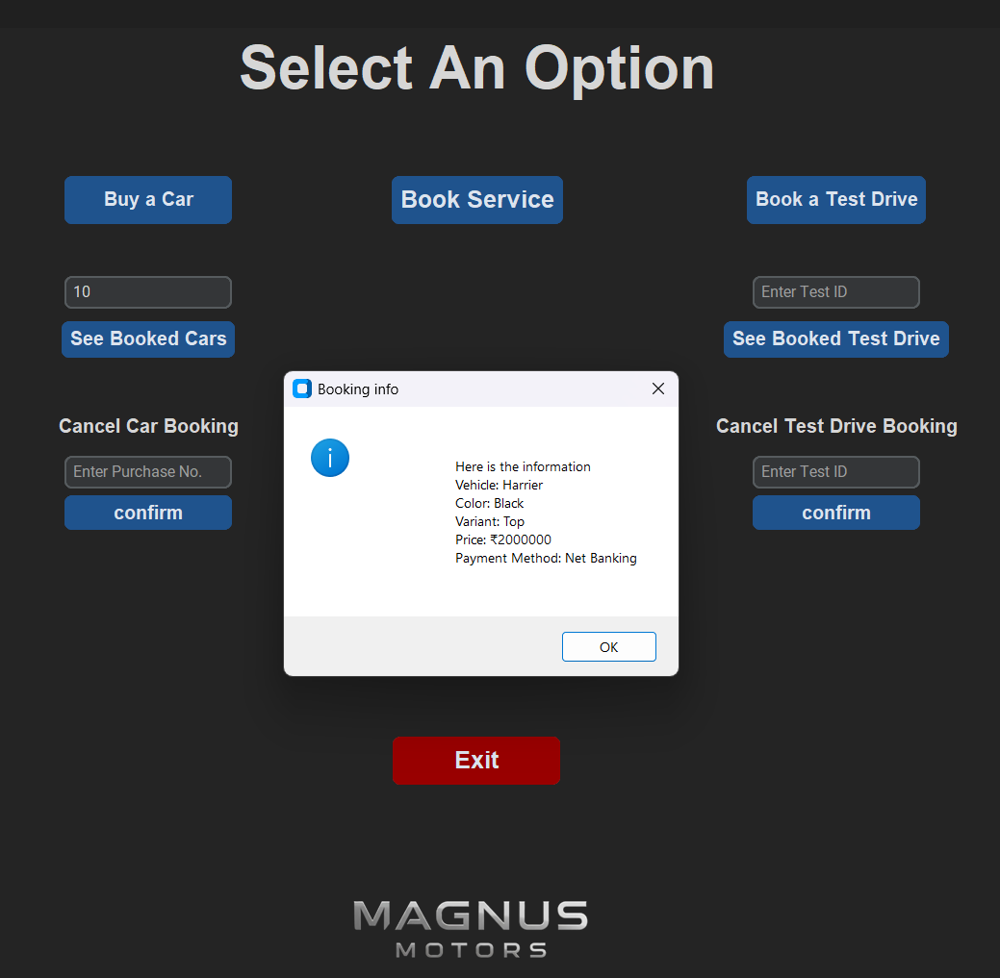 Select An Option
Buy a Car
Book Service
Book a Test Drive
10
Enter Test ID
See Booked Cars
See Booked Test Drive
Booking info
Cancel Car Booking
Cancel Test Drive Booking
Enter Purchase No.
Enter Test ID
confirm
confirm
i
Here is the information
Vehicle: Harrier
Color: Black
Variant: Top
Price: ₹2000000
Payment Method: Net Banking
OK
Exit
MAGNUS
MOTORS